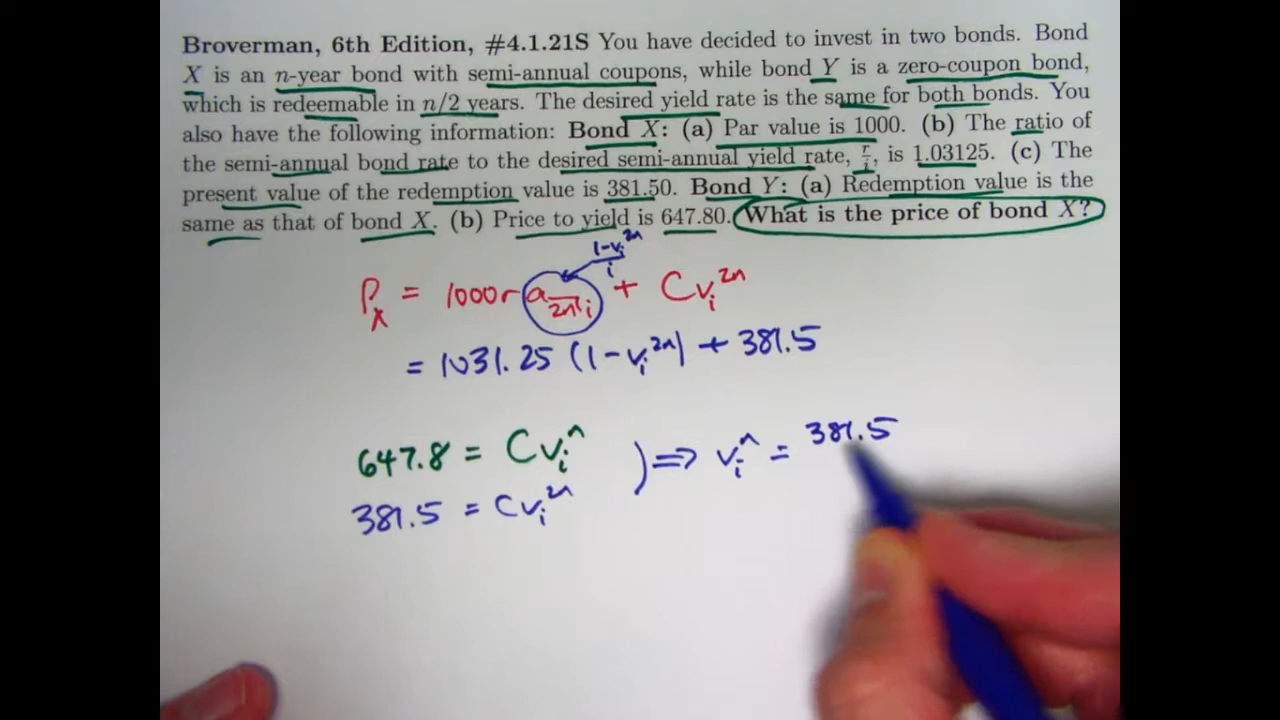 Broverman, 6th Edition, #4.1.21S You have decided to invest in two bonds. Bond
X is an n-year bond with semi-annual coupons, while bond Y is a zero-coupon bond,
which is redeemable in n/2 years. The desired yield rate is the same for both bonds. You
also have the following information: Bond X: (a) Par value is 1000. (b) The ratio of
the semi-annual bond rate to the desired semi-annual yield rate, r/i, is 1.03125. (c) The
present value of the redemption value is 381.50. Bond Y: (a) Redemption value is the
same as that of bond X. (b) Price to yield is 647.80. What is the price of bond X?
(1-v_i^2n)/i
P_X = 1000r a_2n⌉i + Cv_i^2n
= 1031.25 (1-v_i^2n) + 381.5
647.8 = Cv_i^n ) ⇒ v_i^n = 381.5
381.5 = Cv_i^2n